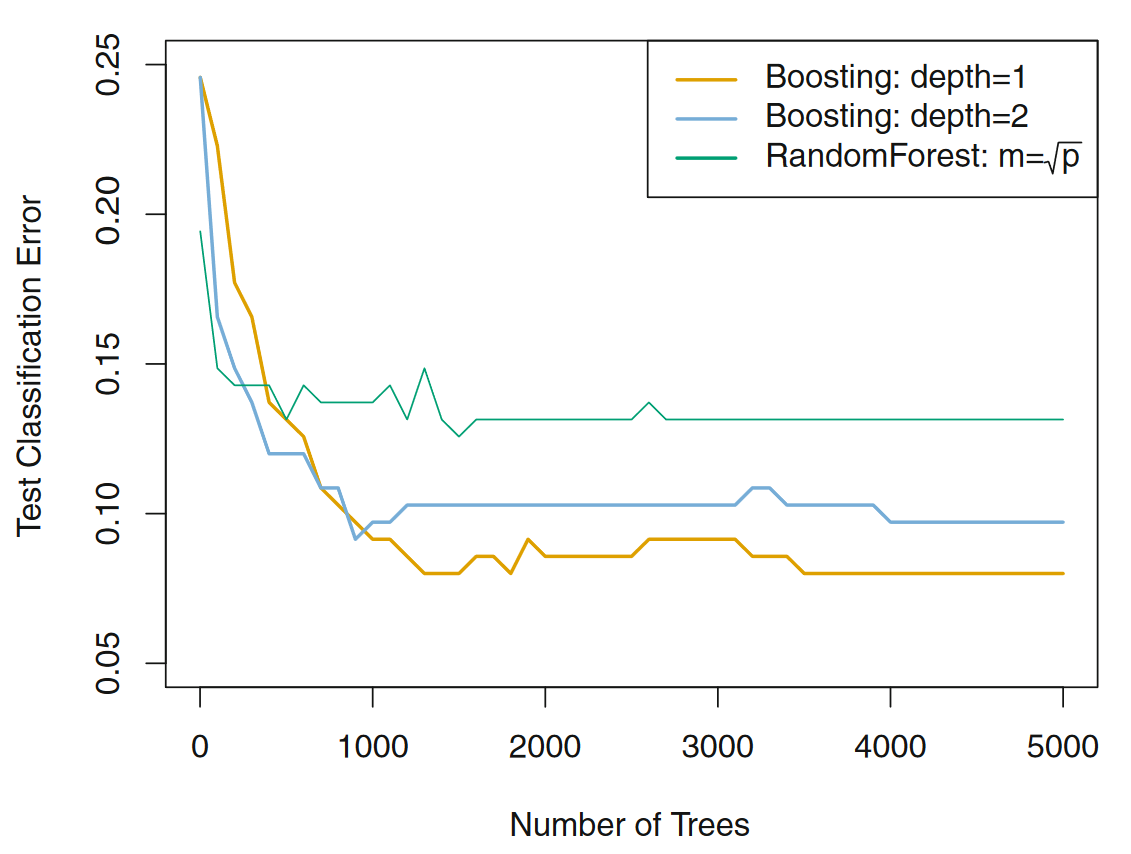 Boosting: depth=1
Boosting: depth=2
RandomForest: m=√p
Test Classification Error
0.25
0.20
0.15
0.10
0.05
0 1000 2000 3000 4000 5000
Number of Trees